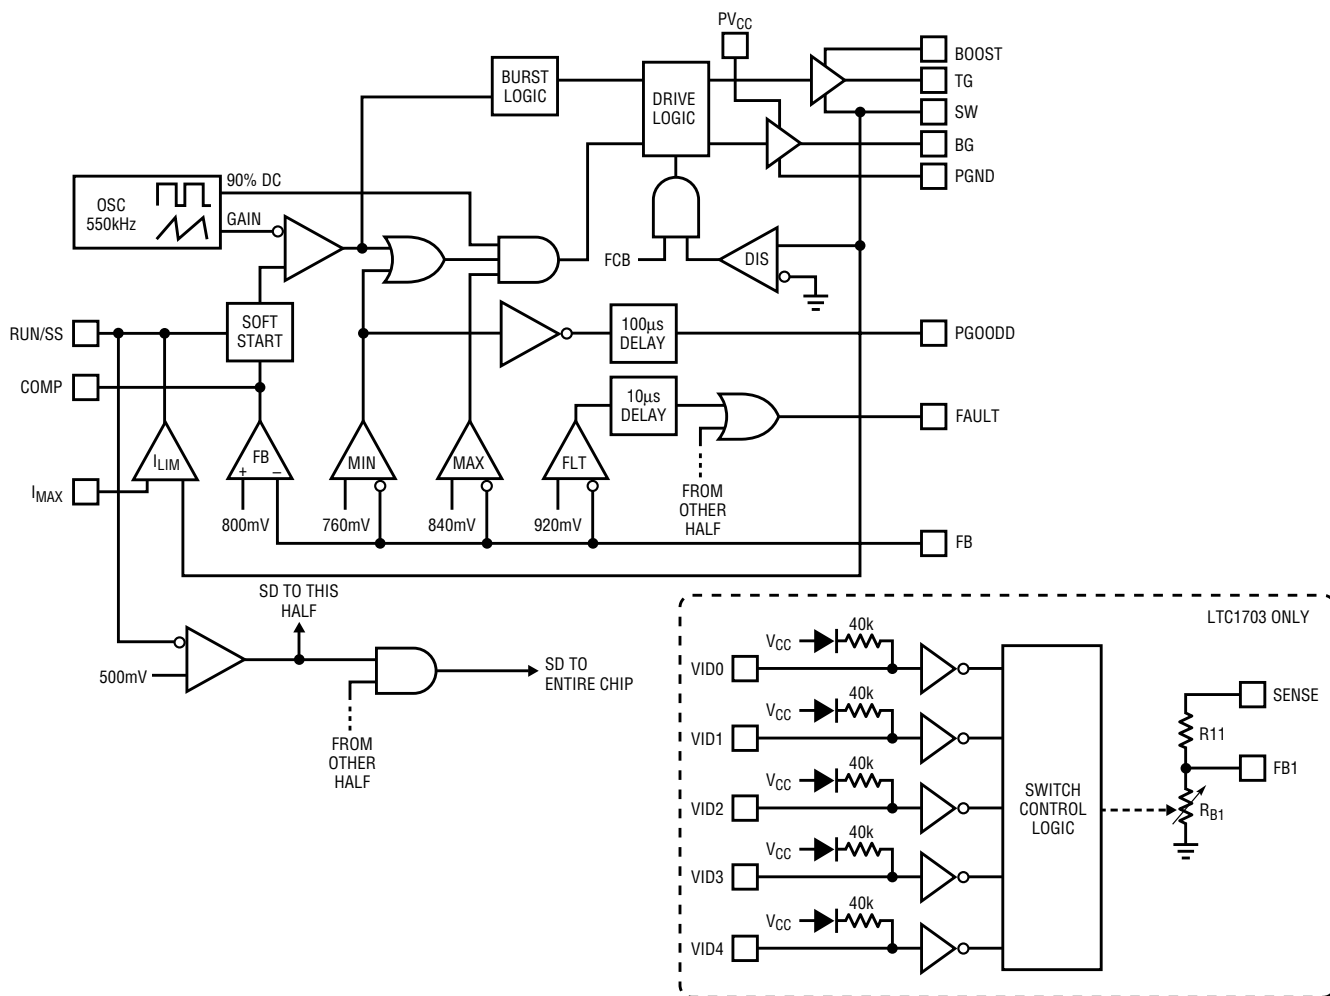 PVCC
BOOST
TG
SW
BG
PGND
BURST
LOGIC
DRIVE
LOGIC
OSC
550kHz
90% DC
GAIN
FCB
DIS
RUN/SS
SOFT
START
100µs
DELAY
PGOODD
COMP
10µs
DELAY
FAULT
ILIM
FB
+ –
MIN
MAX
FLT
IMAX
FROM
OTHER
HALF
800mV
760mV
840mV
920mV
FB
SD TO THIS
HALF
500mV
SD TO
ENTIRE CHIP
FROM
OTHER
HALF
LTC1703 ONLY
VCC
40k
VID0
VCC
40k
VID1
VCC
40k
VID2
VCC
40k
VID3
VCC
40k
VID4
SWITCH
CONTROL
LOGIC
SENSE
R11
FB1
RB1